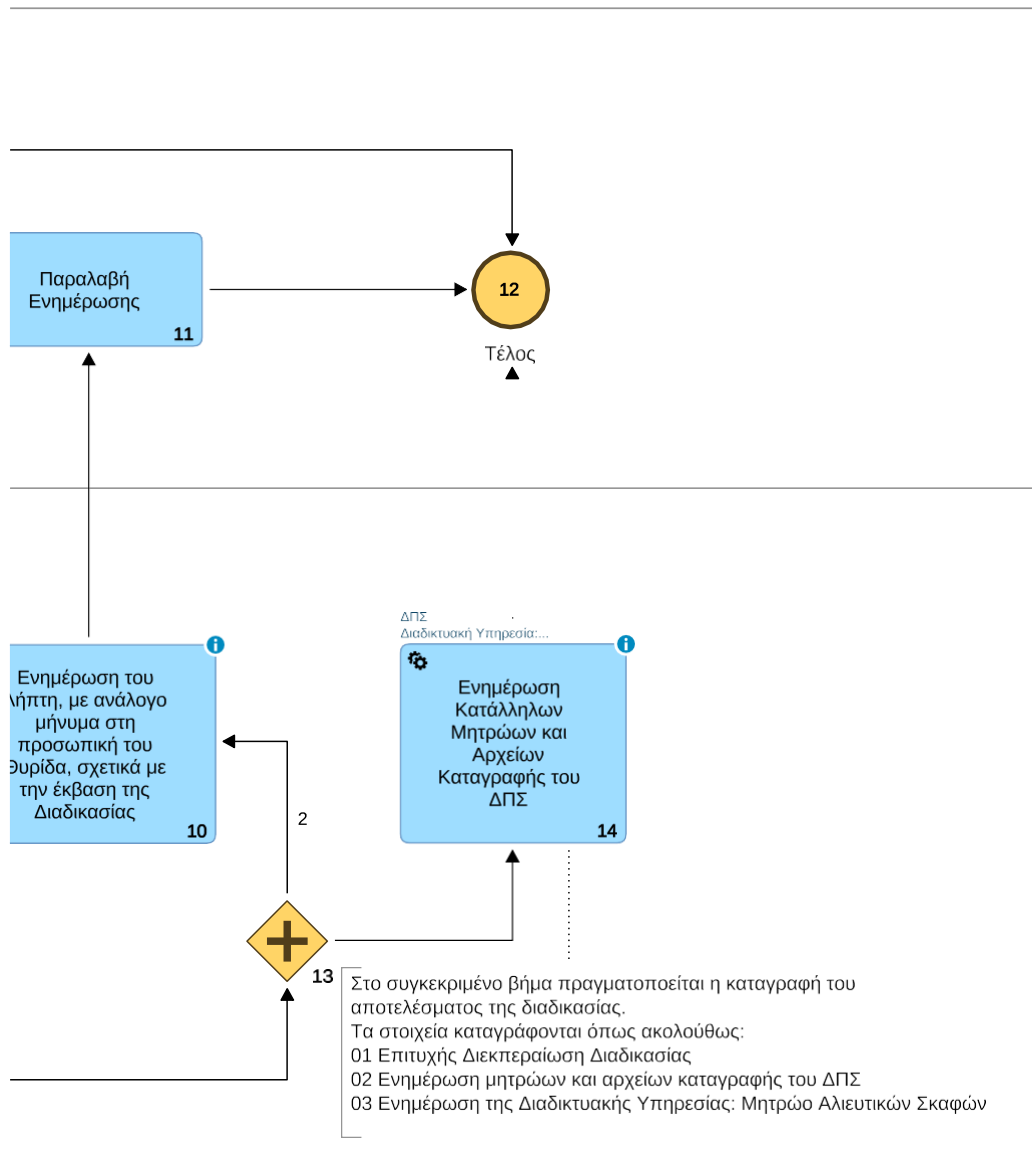 Παραλαβή
Ενημέρωσης
11
12
Τέλος
Ενημέρωση του
με ανάλογο
μήνυμα στη
προσωπική του
σχετικά με
την έκβαση της
Διαδικασίας
10
2
13
ΔΠΣ
Διαδικτυακή Υπηρεσία:...
Ενημέρωση
Κατάλληλων
Μητρώων και
Αρχείων
Καταγραφής του
ΔΠΣ
14
Στο συγκεκριμένο βήμα πραγματοποείται η καταγραφή του
αποτελέσματος της διαδικασίας.
Τα στοιχεία καταγράφονται όπως ακολούθως:
01 Επιτυχής Διεκπεραίωση Διαδικασίας
02 Ενημέρωση μητρώων και αρχείων καταγραφής του ΔΠΣ
03 Ενημέρωση της Διαδικτυακής Υπηρεσίας: Μητρώο Αλιευτικών Σκαφών